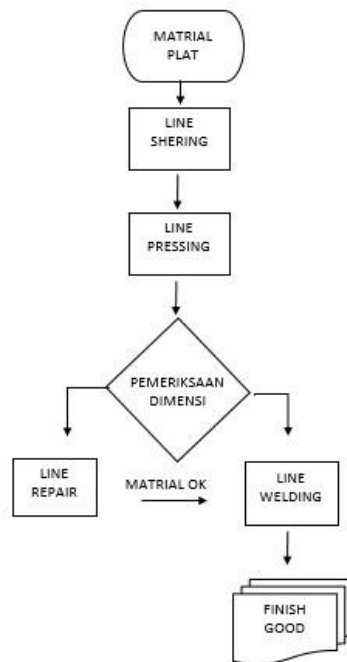 MATRIAL
PLAT
LINE
SHERING
LINE
PRESSING
PEMERIKSAAN
DIMENSI
LINE
REPAIR
MATRIAL OK
LINE
WELDING
FINISH
GOOD